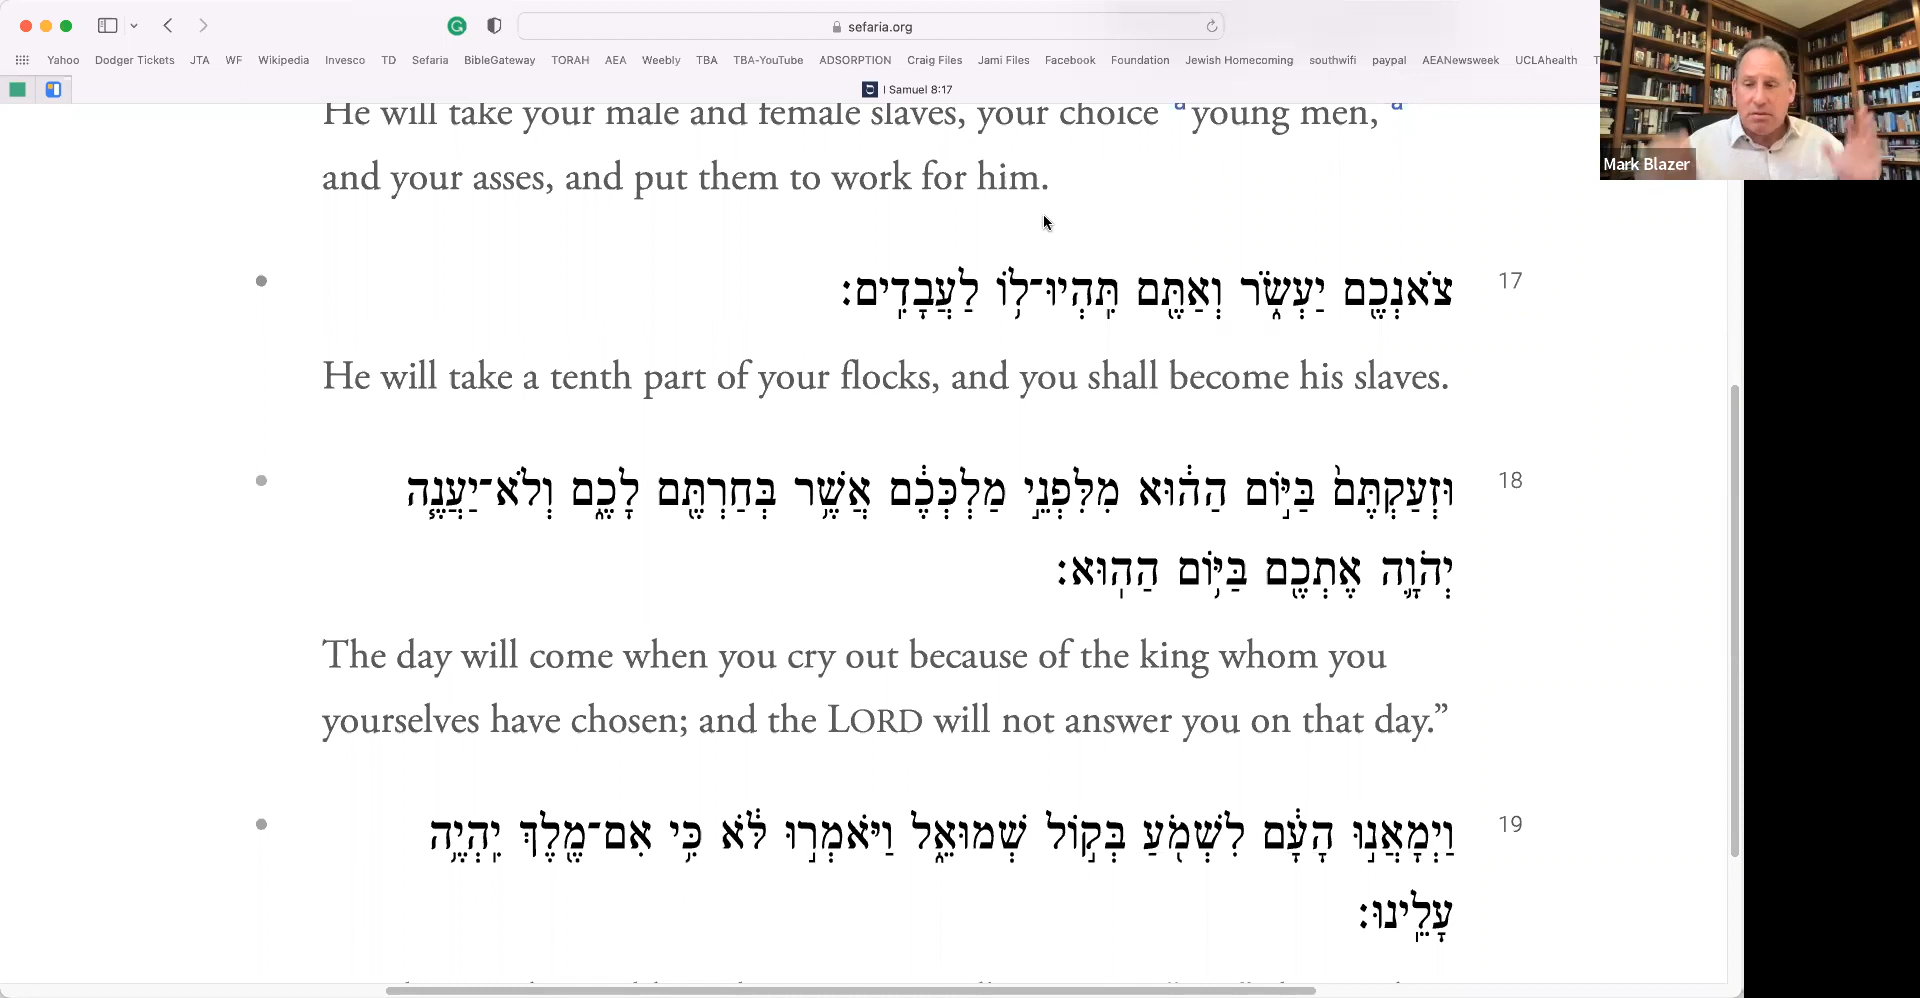 sefaria.org
Yahoo Dodger Tickets JTA WF Wikipedia Invesco TD Sefaria BibleGateway TORAH AEA Weebly TBA TBA-YouTube ADSORPTION Craig Files Jami Files Facebook Foundation Jewish Homecoming southwifi paypal AEANewsweek UCLAhealth
I Samuel 8:17
Mark Blazer
He will take your male and female slaves, your choice a young men, a
and your asses, and put them to work for him.
17
צֹאנְכֶ֖ם יַעְשֹׂ֑ר וְאַתֶּ֖ם תִּֽהְיוּ־ל֥וֹ לַעֲבָדִֽים׃
He will take a tenth part of your flocks, and you shall become his slaves.
18
וּזְעַקְתֶּם֙ בַּיּ֣וֹם הַה֔וּא מִלִּפְנֵ֣י מַלְכְּכֶ֔ם אֲשֶׁ֥ר בְּחַרְתֶּ֖ם לָכֶ֑ם וְלֹא־יַעֲנֶ֧ה
יְהֹוָ֛ה אֶתְכֶ֖ם בַּיּ֥וֹם הַהֽוּא׃
The day will come when you cry out because of the king whom you
yourselves have chosen; and the LORD will not answer you on that day.”
19
וַיְמָאֲנ֣וּ הָעָ֔ם לִשְׁמֹ֖עַ בְּק֣וֹל שְׁמוּאֵ֑ל וַיֹּאמְר֣וּ לֹּ֔א כִּ֥י אִם־מֶ֖לֶךְ יִֽהְיֶ֥ה
עָלֵֽינוּ׃